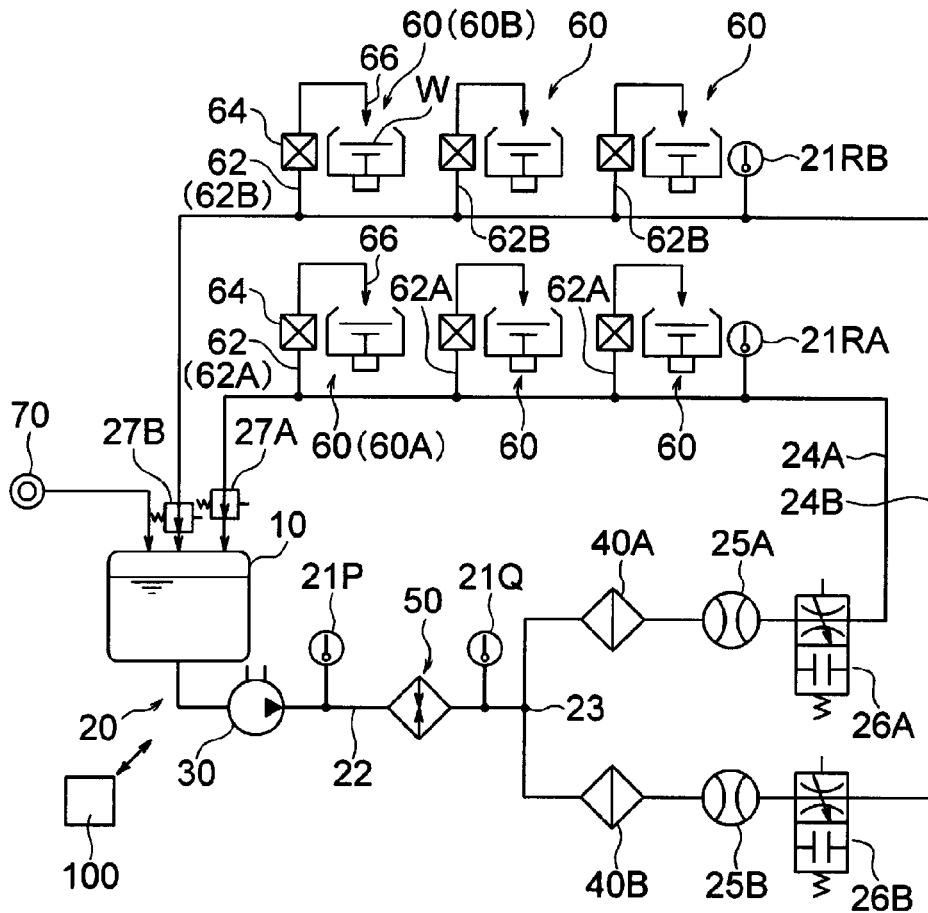 60(60B) 60 60
66 W
64
62
(62B)
21RB
62B 62B
66
64 62A 62A
62
(62A)
21RA
70 27B 27A 60(60A) 60 60
24A
24B
10 40A 25A
21P 50 21Q
23
20 30 22 26A
100 40B 25B 26B